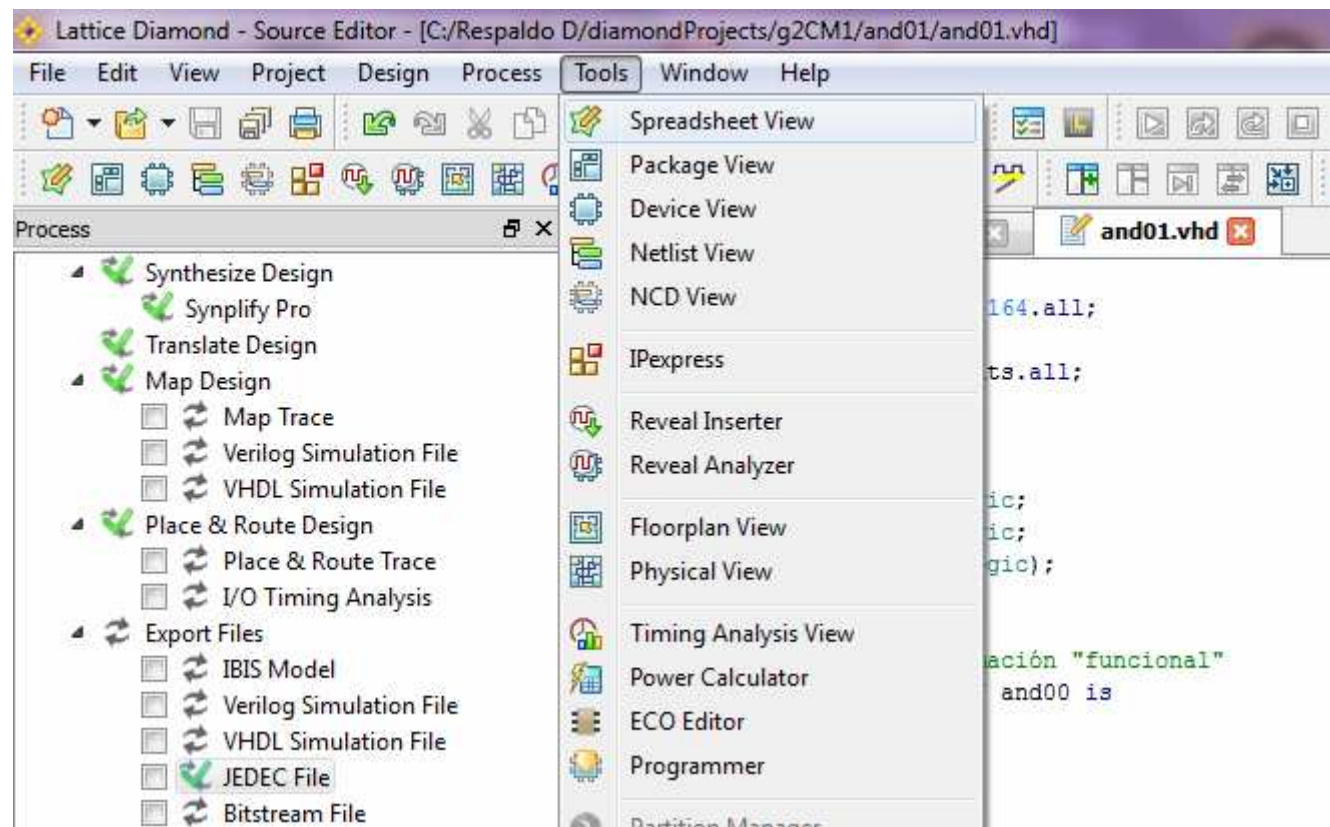 Lattice Diamond - Source Editor - [C:/Respaldo D/diamondProjects/g2CM1/and01/and01.vhd]
File Edit View Project Design Process Tools Window Help
Process
Synthesize Design
Synplify Pro
Translate Design
Map Design
Map Trace
Verilog Simulation File
VHDL Simulation File
Place & Route Design
Place & Route Trace
I/O Timing Analysis
Export Files
IBIS Model
Verilog Simulation File
VHDL Simulation File
JEDEC File
Bitstream File
Spreadsheet View
Package View
Device View
Netlist View
NCD View
IPexpress
Reveal Inserter
Reveal Analyzer
Floorplan View
Physical View
Timing Analysis View
Power Calculator
ECO Editor
Programmer
Partition Manager
and01.vhd
164.all;
ts.all;
ic;
ic;
gic);
ación "funcional"
and00 is